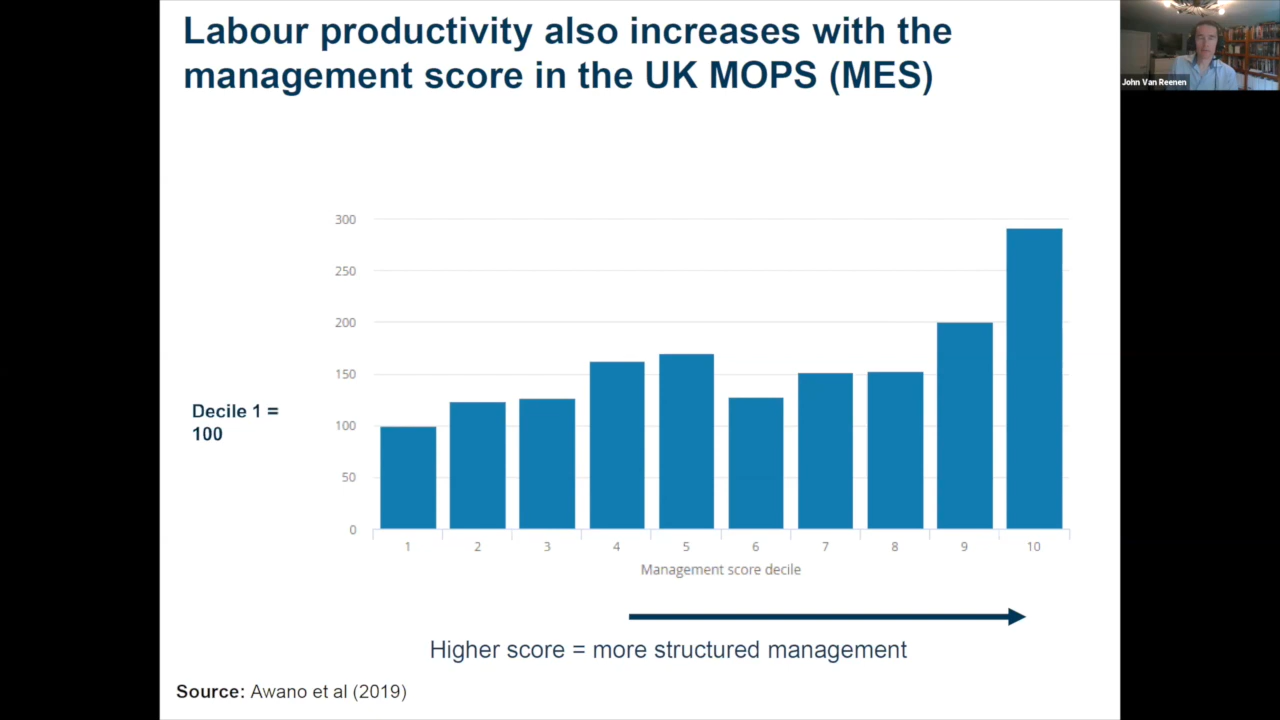 Labour productivity also increases with the
management score in the UK MOPS (MES)
John Van Reenen
300
250
200
150
100
50
0
Decile 1 =
100
1 2 3 4 5 6 7 8 9 10
Management score decile
Higher score = more structured management
Source: Awano et al (2019)